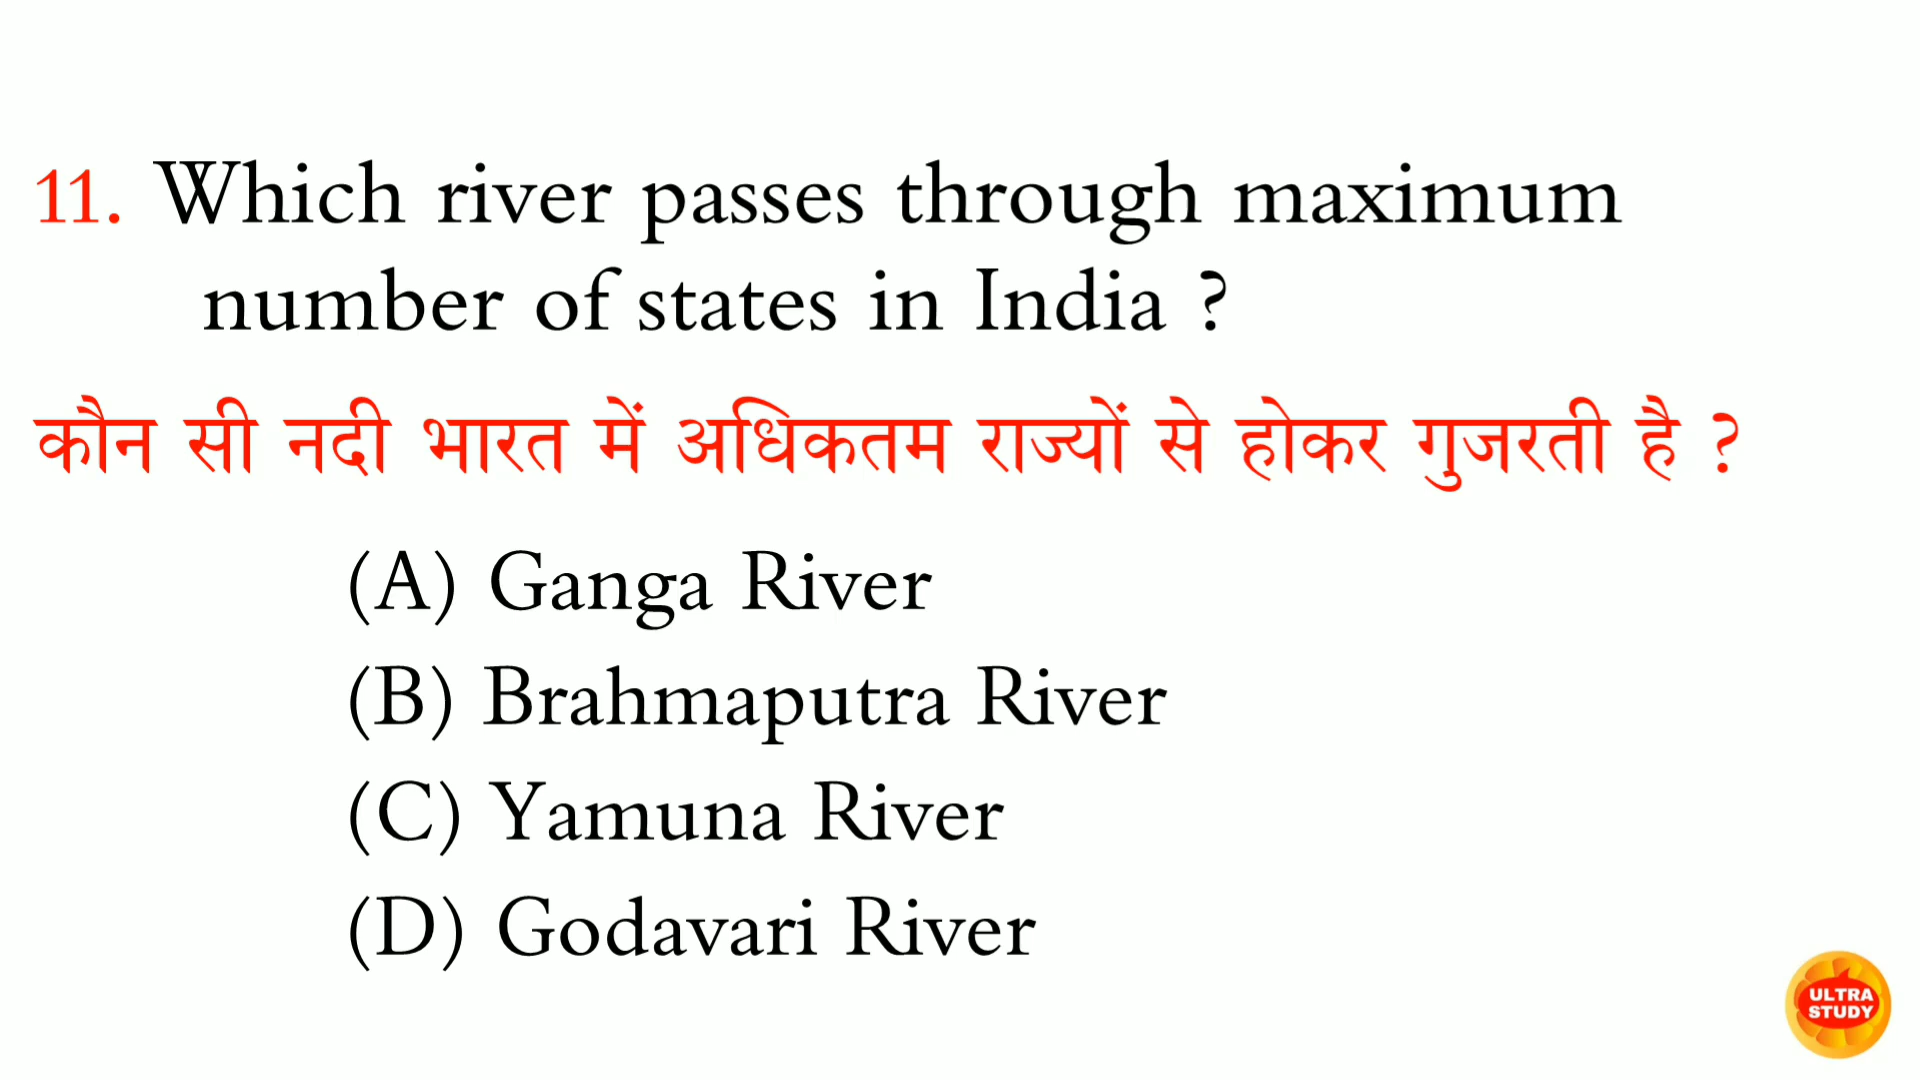 11. Which river passes through maximum
number of states in India ?
कौन सी नदी भारत में अधिकतम राज्यों से होकर गुजरती है ?
(A) Ganga River
(B) Brahmaputra River
(C) Yamuna River
(D) Godavari River
ULTRA
STUDY